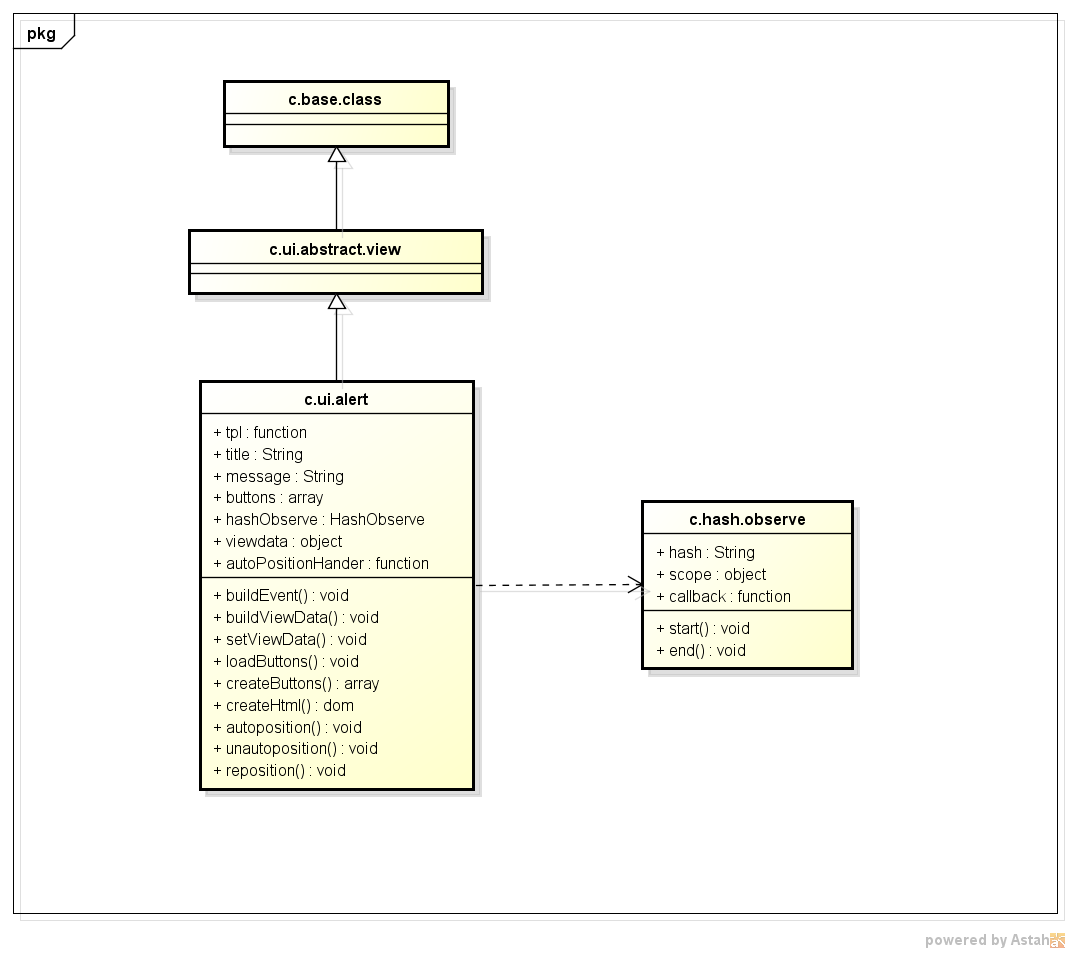 pkg
c.base.class
c.ui.abstract.view
c.ui.alert
+ tpl : function
+ title : String
+ message : String
+ buttons : array
+ hashObserve : HashObserve
+ viewdata : object
+ autoPositionHander : function
+ buildEvent() : void
+ buildViewData() : void
+ setViewData() : void
+ loadButtons() : void
+ createButtons() : array
+ createHtml() : dom
+ autoposition() : void
+ unautoposition() : void
+ reposition() : void
c.hash.observe
+ hash : String
+ scope : object
+ callback : function
+ start() : void
+ end() : void
powered by Astah